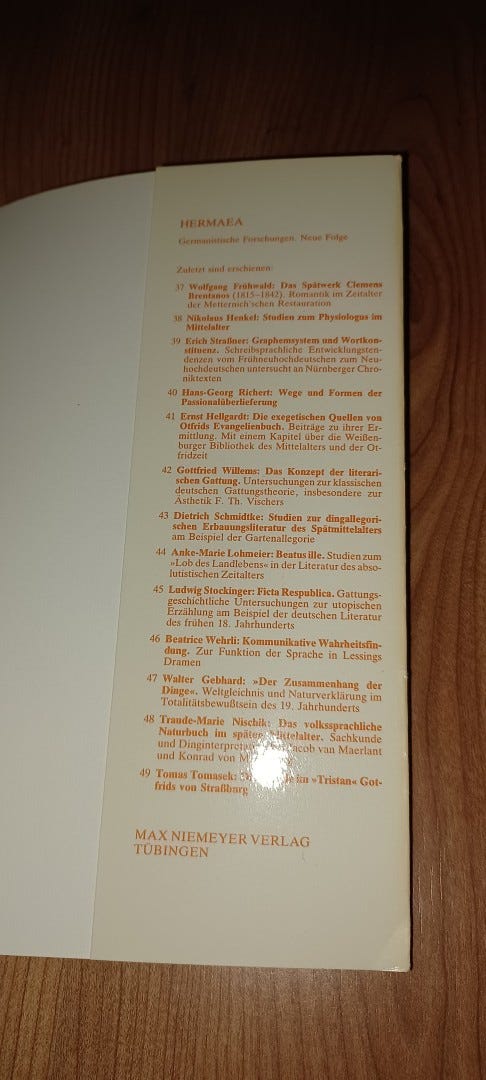 HERMAEA
Germanistische Forschungen. Neue Folge
Zuletzt sind erschienen:
37 Wolfgang Frühwald: Das Spätwerk Clemens
Brentanos (1815–1842). Romantik im Zeitalter
der Metternich'schen Restauration
38 Nikolaus Henkel: Studien zum Physiologus im
Mittelalter
39 Erich Straßner: Graphemsystem und Wortkon-
stituenz. Schreibsprachliche Entwicklungsten-
denzen vom Frühneuhochdeutschen zum Neu-
hochdeutschen untersucht an Nürnberger Chro-
niktexten
40 Hans-Georg Richert: Wege und Formen der
Passionalüberlieferung
41 Ernst Hellgardt: Die exegetischen Quellen von
Otfrids Evangelienbuch. Beiträge zu ihrer Er-
mittlung. Mit einem Kapitel über die Weißen-
burger Bibliothek des Mittelalters und der Ot-
fridzeit
42 Gottfried Willems: Das Konzept der literari-
schen Gattung. Untersuchungen zur klassischen
deutschen Gattungstheorie, insbesondere zur
Ästhetik F. Th. Vischers
43 Dietrich Schmidtke: Studien zur dingallegori-
schen Erbauungsliteratur des Spätmittelalters
am Beispiel der Gartenallegorie
44 Anke-Marie Lohmeier: Beatus ille. Studien zum
»Lob des Landlebens« in der Literatur des abso-
lutistischen Zeitalters
45 Ludwig Stockinger: Ficta Respublica. Gattungs-
geschichtliche Untersuchungen zur utopischen
Erzählung am Beispiel der deutschen Literatur
des frühen 18. Jahrhunderts
46 Beatrice Wehrli: Kommunikative Wahrheitsfin-
dung. Zur Funktion der Sprache in Lessings
Dramen
47 Walter Gebhard: »Der Zusammenhang der
Dinge«. Weltgleichnis und Naturverklärung im
Totalitätsbewußtsein des 19. Jahrhunderts
48 Traude-Marie Nischik: Das volkssprachliche
Naturbuch im späten Mittelalter. Sachkunde
und Dinginterpretation Jacob van Maerlant
und Konrad von
49 Tomas Tomasek: im »Tristan« Got-
frids von Straßburg
MAX NIEMEYER VERLAG
TÜBINGEN